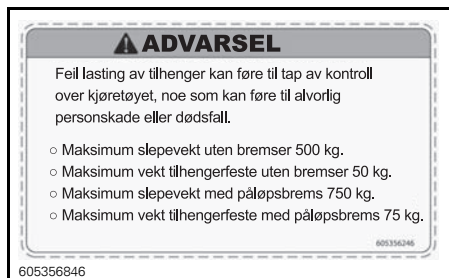 ADVARSEL
Feil lasting av tilhenger kan føre til tap av kontroll
over kjøretøyet, noe som kan føre til alvorlig
personskade eller dødsfall.
○ Maksimum slepevekt uten bremser 500 kg.
○ Maksimum vekt tilhengerfeste uten bremser 50 kg.
○ Maksimum slepevekt med påløpsbrems 750 kg.
○ Maksimum vekt tilhengerfeste med påløpsbrems 75 kg.
605356246
605356846